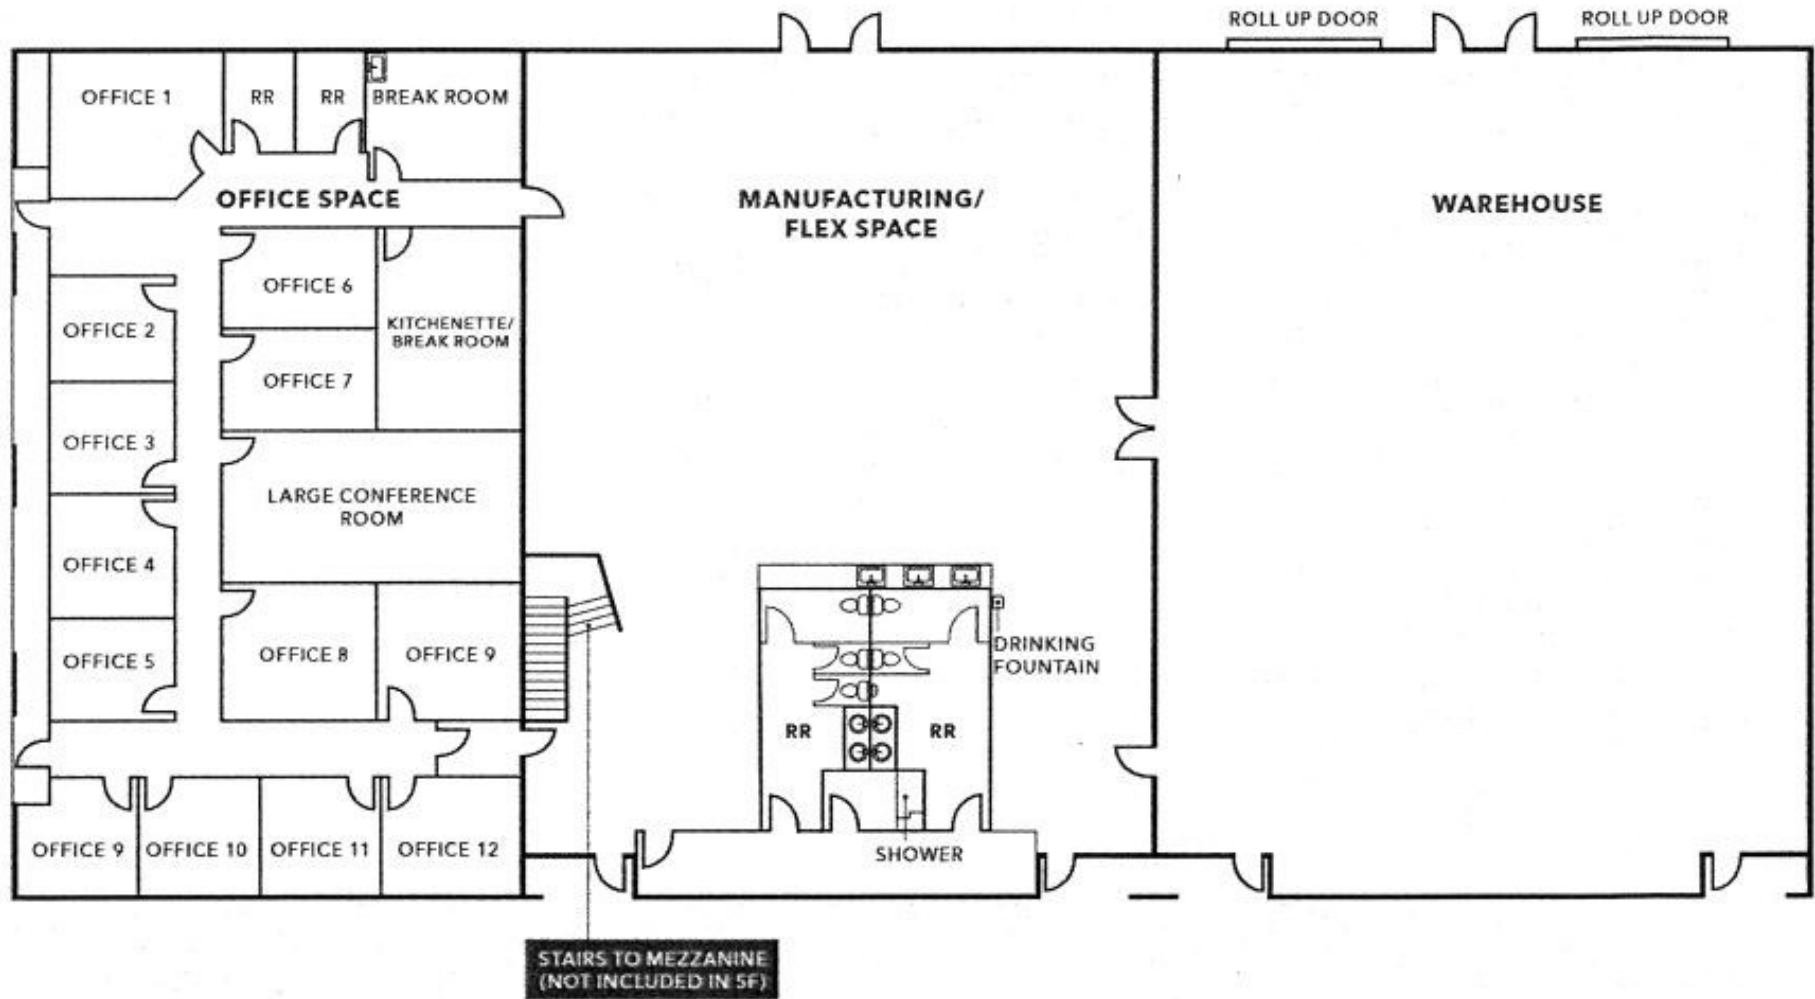 ROLL UP DOOR
ROLL UP DOOR
OFFICE 1
RR
RR
BREAK ROOM
OFFICE SPACE
MANUFACTURING/
FLEX SPACE
WAREHOUSE
OFFICE 6
OFFICE 2
KITCHENETTE/
BREAK ROOM
OFFICE 7
OFFICE 3
LARGE CONFERENCE
ROOM
OFFICE 4
OFFICE 5
OFFICE 8
OFFICE 9
DRINKING
FOUNTAIN
RR
RR
OFFICE 9
OFFICE 10
OFFICE 11
OFFICE 12
SHOWER
STAIRS TO MEZZANINE
(NOT INCLUDED IN SF)